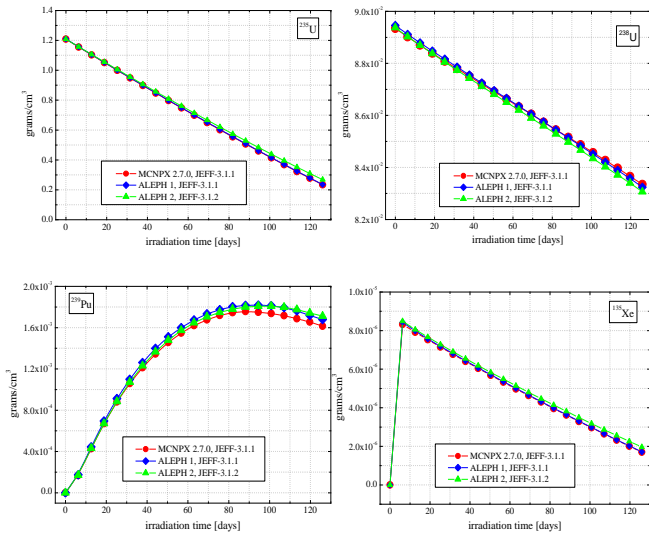 ²³⁵U
1.4
1.2
1.0
0.8
0.6
0.4
0.2
0.0
grams/cm³
MCNPX 2.7.0, JEFF-3.1.1
ALEPH 1, JEFF-3.1.1
ALEPH 2, JEFF-3.1.2
0 20 40 60 80 100 120
irradiation time [days]
²³⁸U
9.0x10⁻²
8.8x10⁻²
8.6x10⁻²
8.4x10⁻²
8.2x10⁻²
grams/cm³
MCNPX 2.7.0, JEFF-3.1.1
ALEPH 1, JEFF-3.1.1
ALEPH 2, JEFF-3.1.2
0 20 40 60 80 100 120
irradiation time [days]
²³⁹Pu
2.0x10⁻³
1.6x10⁻³
1.2x10⁻³
8.0x10⁻⁴
4.0x10⁻⁴
0.0
grams/cm³
MCNPX 2.7.0, JEFF-3.1.1
ALEPH 1, JEFF-3.1.1
ALEPH 2, JEFF-3.1.2
0 20 40 60 80 100 120
irradiation time [days]
¹³⁵Xe
1.0x10⁻⁵
8.0x10⁻⁶
6.0x10⁻⁶
4.0x10⁻⁶
2.0x10⁻⁶
0.0
grams/cm³
MCNPX 2.7.0, JEFF-3.1.1
ALEPH 1, JEFF-3.1.1
ALEPH 2, JEFF-3.1.2
0 20 40 60 80 100 120
irradiation time [days]